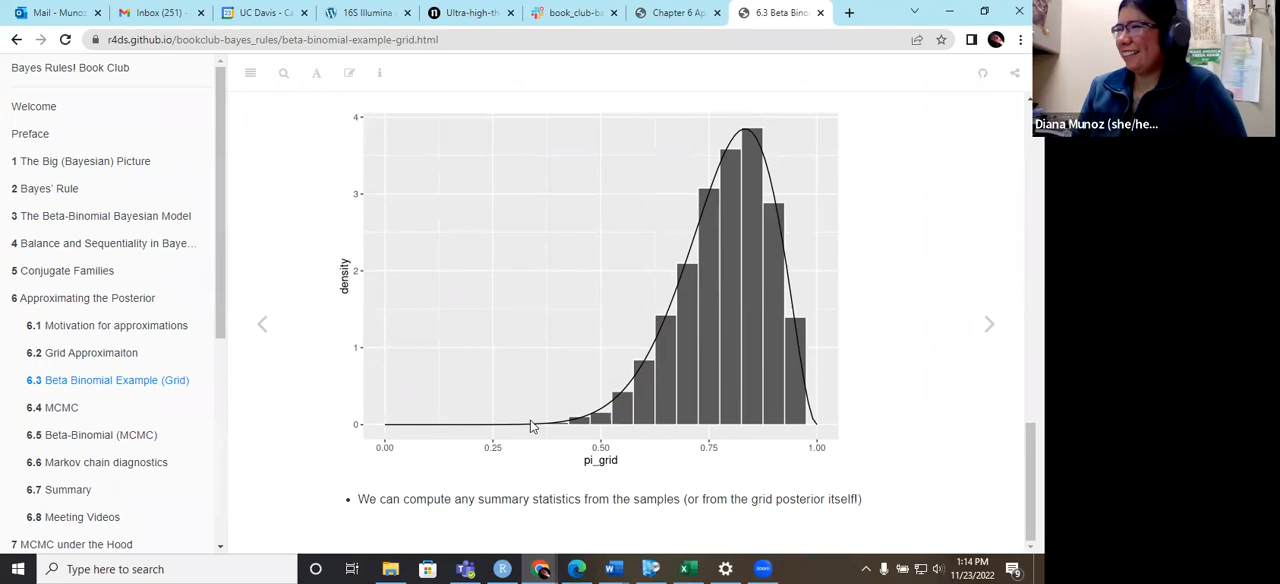 Mail - Munoz, D
Inbox (251) -
UC Davis - Ca
16S Illumina
Ultra-high-th
book_club-ba
Chapter 6 Ap
6.3 Beta Bino
r4ds.github.io/bookclub-bayes_rules/beta-binomial-example-grid.html
Bayes Rules! Book Club
Welcome
Preface
1 The Big (Bayesian) Picture
2 Bayes' Rule
3 The Beta-Binomial Bayesian Model
4 Balance and Sequentiality in Baye...
5 Conjugate Families
6 Approximating the Posterior
6.1 Motivation for approximations
6.2 Grid Approximaiton
6.3 Beta Binomial Example (Grid)
6.4 MCMC
6.5 Beta-Binomial (MCMC)
6.6 Markov chain diagnostics
6.7 Summary
6.8 Meeting Videos
7 MCMC under the Hood
4
3
2
1
0
density
0.00 0.25 0.50 0.75 1.00
pi_grid
• We can compute any summary statistics from the samples (or from the grid posterior itself!)
Diana Munoz (she/he...
Type here to search
zoom
1:14 PM
11/23/2022
9